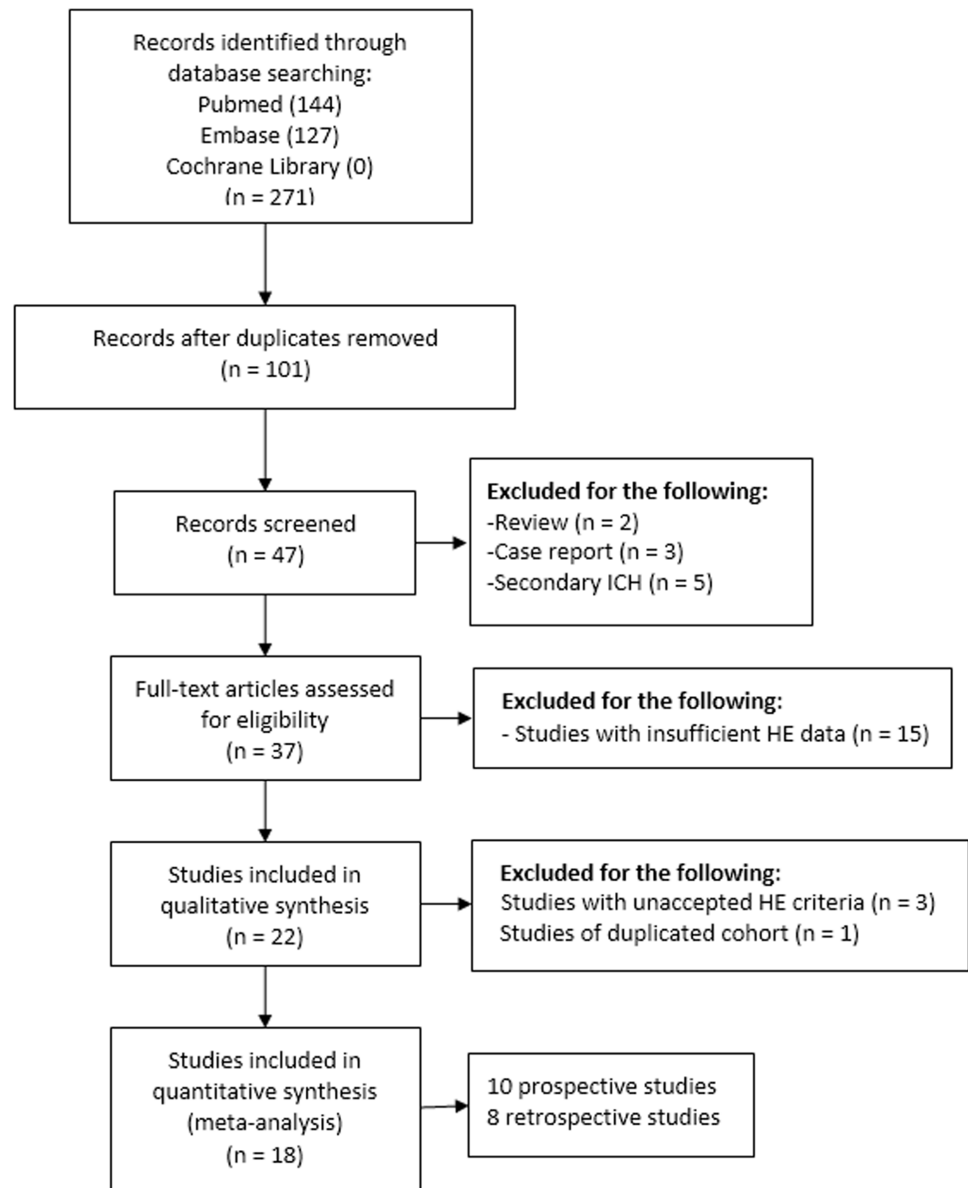 Records identified through
database searching:
Pubmed (144)
Embase (127)
Cochrane Library (0)
(n = 271)
Records after duplicates removed
(n = 101)
Records screened
(n = 47)
Excluded for the following:
-Review (n = 2)
-Case report (n = 3)
-Secondary ICH (n = 5)
Full-text articles assessed
for eligibility
(n = 37)
Excluded for the following:
- Studies with insufficient HE data (n = 15)
Studies included in
qualitative synthesis
(n = 22)
Excluded for the following:
Studies with unaccepted HE criteria (n = 3)
Studies of duplicated cohort (n = 1)
Studies included in
quantitative synthesis
(meta-analysis)
(n = 18)
10 prospective studies
8 retrospective studies